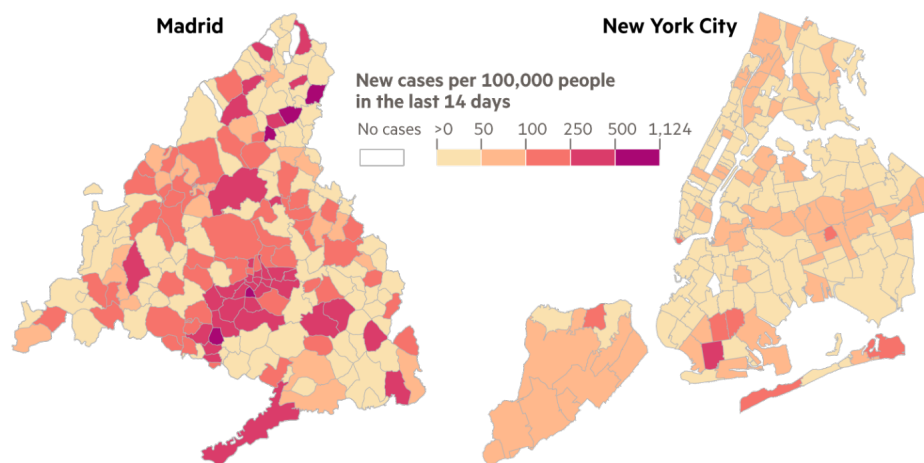 Madrid
New York City
New cases per 100,000 people
in the last 14 days
No cases >0 50 100 250 500 1,124